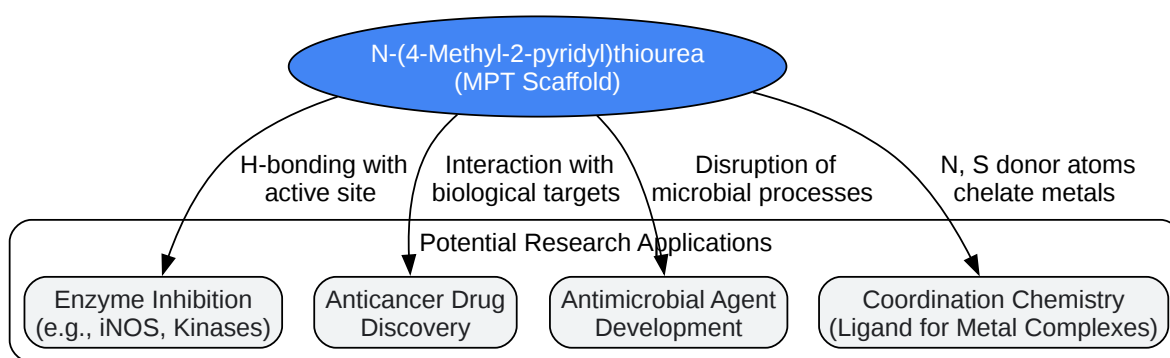 N-(4-Methyl-2-pyridyl)thiourea
(MPT Scaffold)
H-bonding with
active site
Interaction with
biological targets
Disruption of
microbial processes
N, S donor atoms
chelate metals
Potential Research Applications
Enzyme Inhibition
(e.g., iNOS, Kinases)
Anticancer Drug
Discovery
Antimicrobial Agent
Development
Coordination Chemistry
(Ligand for Metal Complexes)